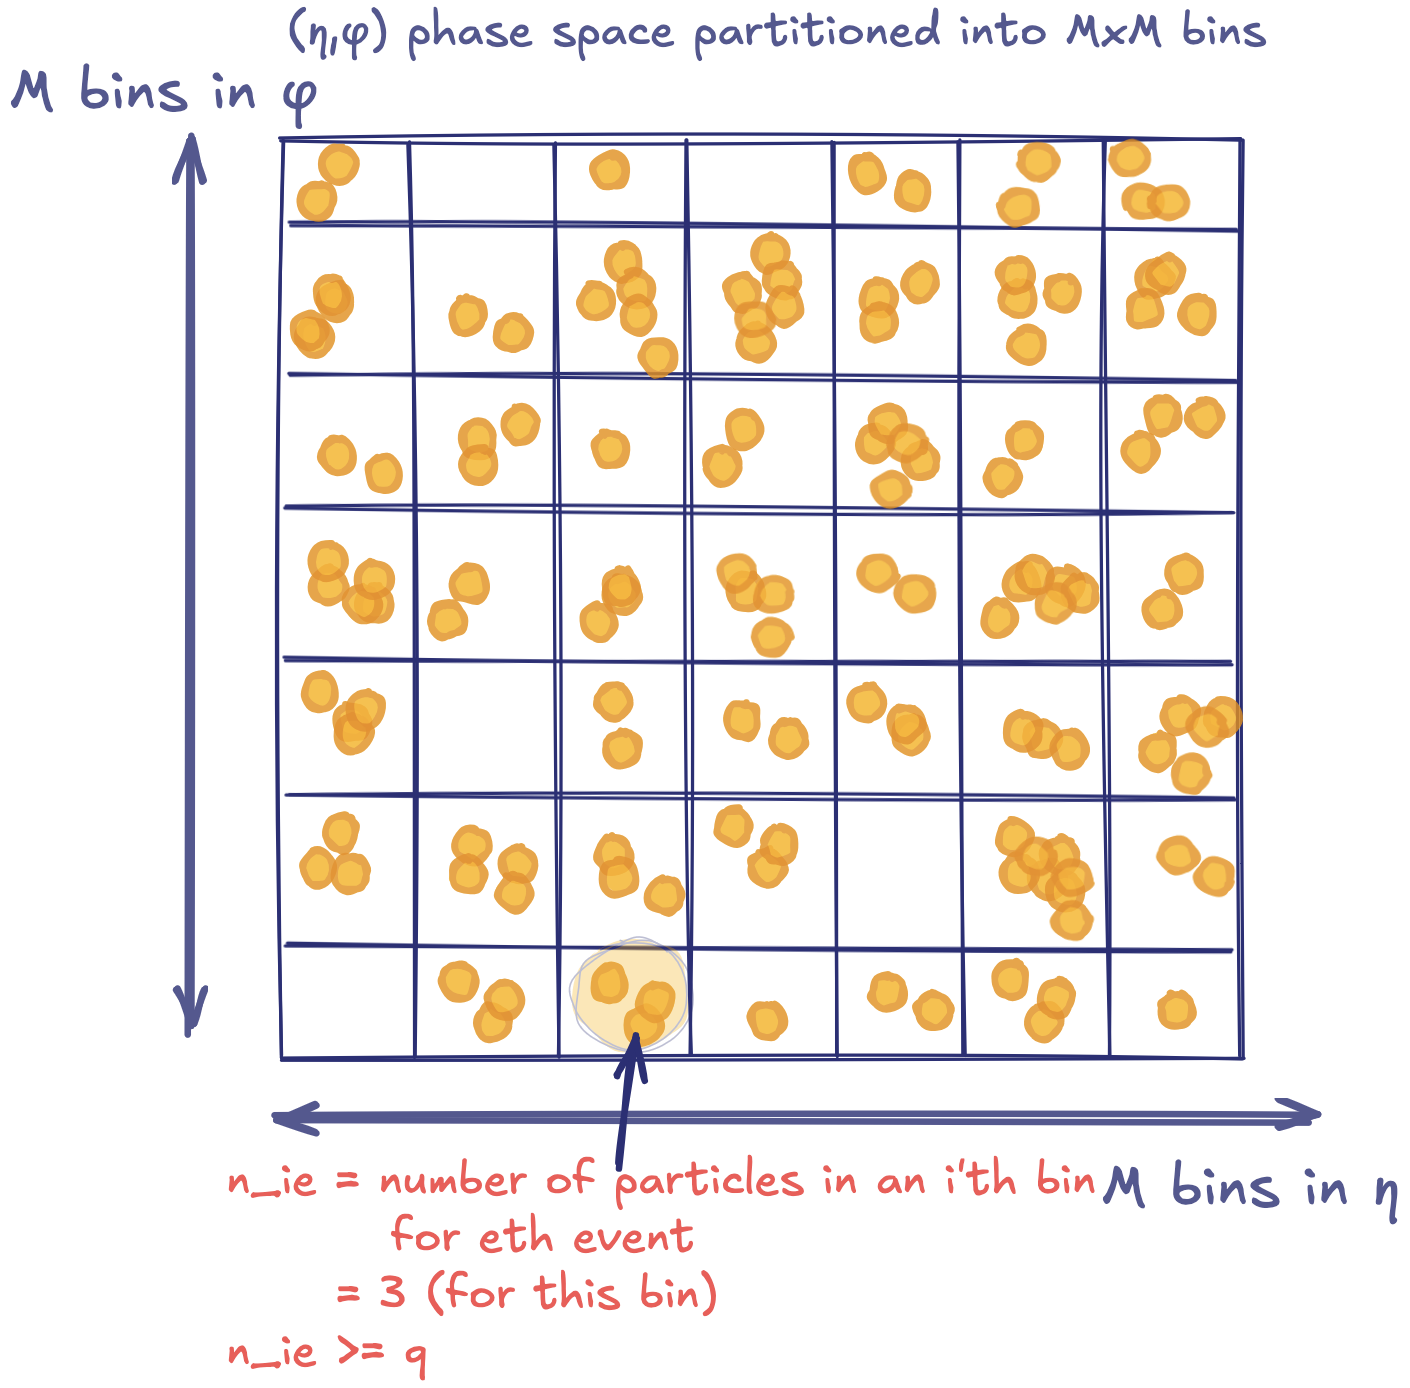 (η,φ) phase space partitioned into MxM bins
M bins in φ
n_ie = number of particles in an i'th bin
for eth event
= 3 (for this bin)
n_ie >= q
M bins in η